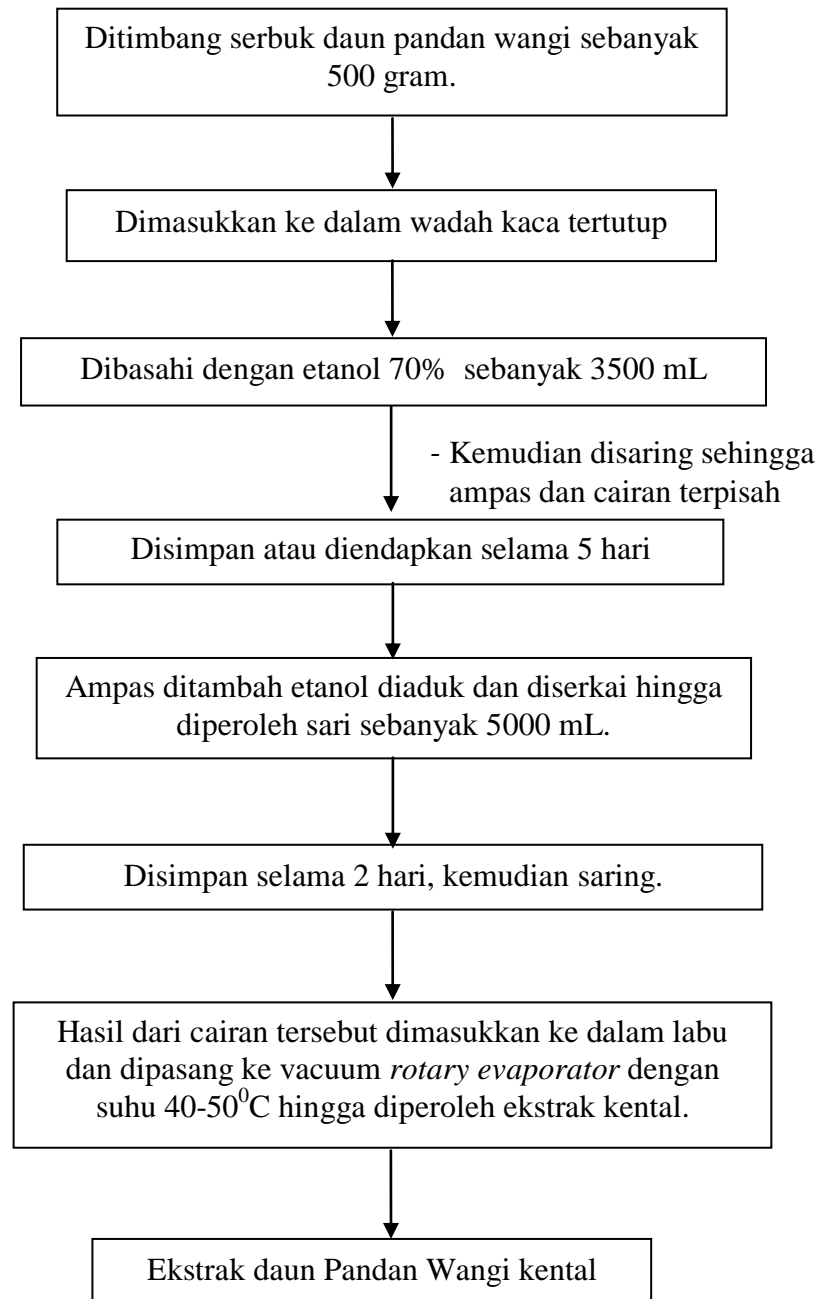 Ditimbang serbuk daun pandan wangi sebanyak
500 gram.
Dimasukkan ke dalam wadah kaca tertutup
Dibasahi dengan etanol 70% sebanyak 3500 mL
- Kemudian disaring sehingga
ampas dan cairan terpisah
Disimpan atau diendapkan selama 5 hari
Ampas ditambah etanol diaduk dan diserkai hingga
diperoleh sari sebanyak 5000 mL.
Disimpan selama 2 hari, kemudian saring.
Hasil dari cairan tersebut dimasukkan ke dalam labu
dan dipasang ke vacuum rotary evaporator dengan
suhu 40-50⁰C hingga diperoleh ekstrak kental.
Ekstrak daun Pandan Wangi kental